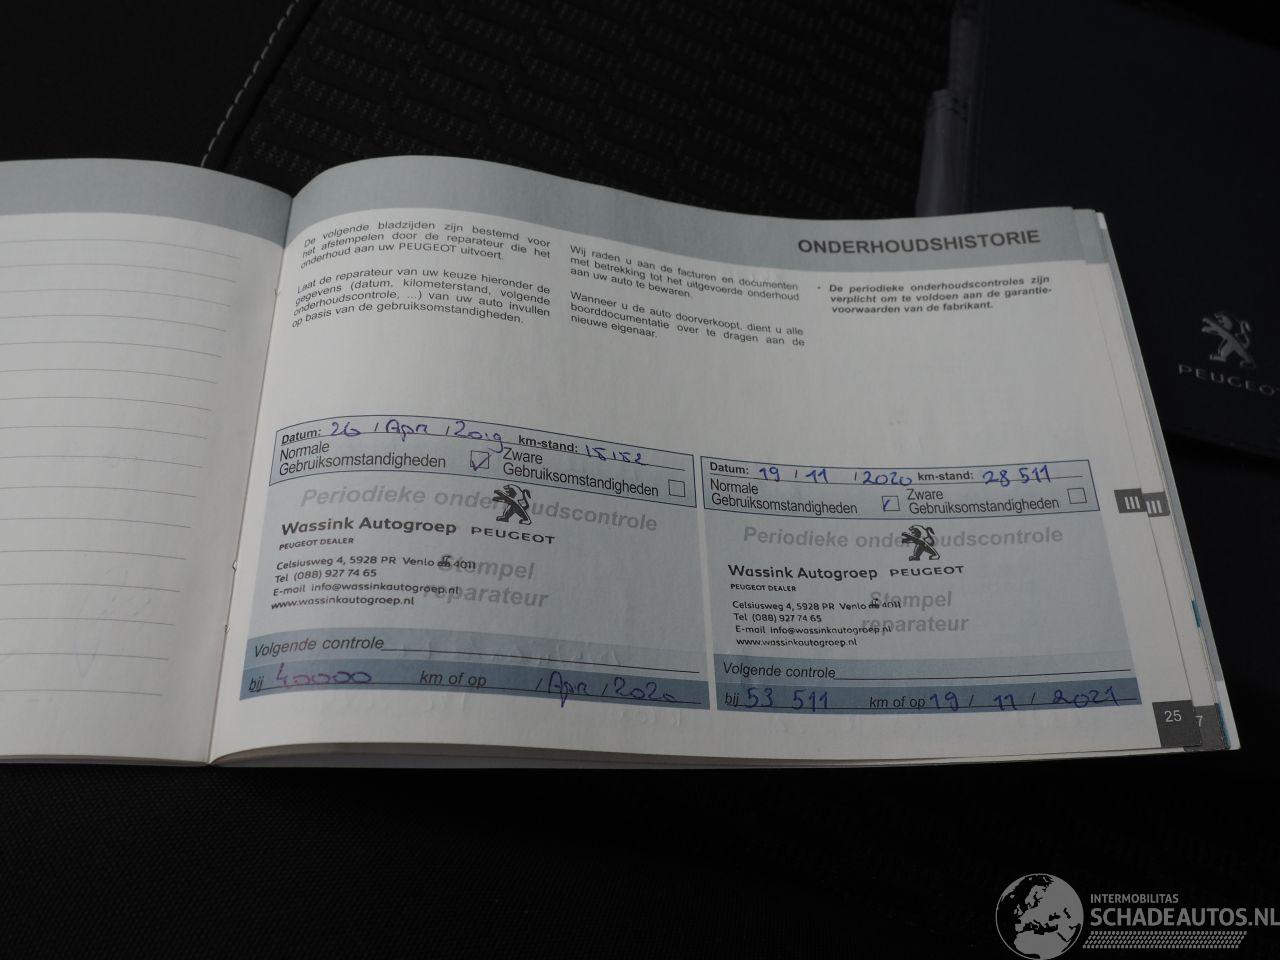 ONDERHOUDSHISTORIE
De volgende bladzijden zijn bestemd voor
het afstempelen door de reparateur die het
onderhoud aan uw PEUGEOT uitvoert.
Laat de reparateur van uw keuze hieronder de
gegevens (datum, kilometerstand, volgende
onderhoudscontrole, ...) van uw auto invullen
op basis van de gebruiksomstandigheden.
Wij raden u aan de facturen en documenten
met betrekking tot het uitgevoerde onderhoud
aan uw auto te bewaren.
Wanneer u de auto doorverkoopt, dient u alle
boorddocumentatie over te dragen aan de
nieuwe eigenaar.
• De periodieke onderhoudscontroles zijn
verplicht om te voldoen aan de garantie-
voorwaarden van de fabrikant.
Datum: 26 / Apr / 2019 km-stand: 15152
Normale
Gebruiksomstandigheden
Zware
Gebruiksomstandigheden
Periodieke onderhoudscontrole
Wassink Autogroep PEUGEOT
PEUGEOT DEALER
Stempel
Celsiusweg 4, 5928 PR Venlo 4011
Tel (088) 927 74 65
reparateur
E-mail info@wassinkautogroep.nl
www.wassinkautogroep.nl
Volgende controle
bij 40000 km of op / Apr / 2020
Datum: 19 / 11 / 2020 km-stand: 28 511
Normale
Gebruiksomstandigheden
Zware
Gebruiksomstandigheden
Periodieke onderhoudscontrole
Wassink Autogroep PEUGEOT
PEUGEOT DEALER
Stempel
Celsiusweg 4, 5928 PR Venlo 4011
Tel (088) 927 74 65
reparateur
E-mail info@wassinkautogroep.nl
www.wassinkautogroep.nl
Volgende controle
bij 53 511 km of op 19 / 11 / 2021
III
III
25
7
PEUGEOT
INTERMOBILITAS
SCHADEAUTOS.NL